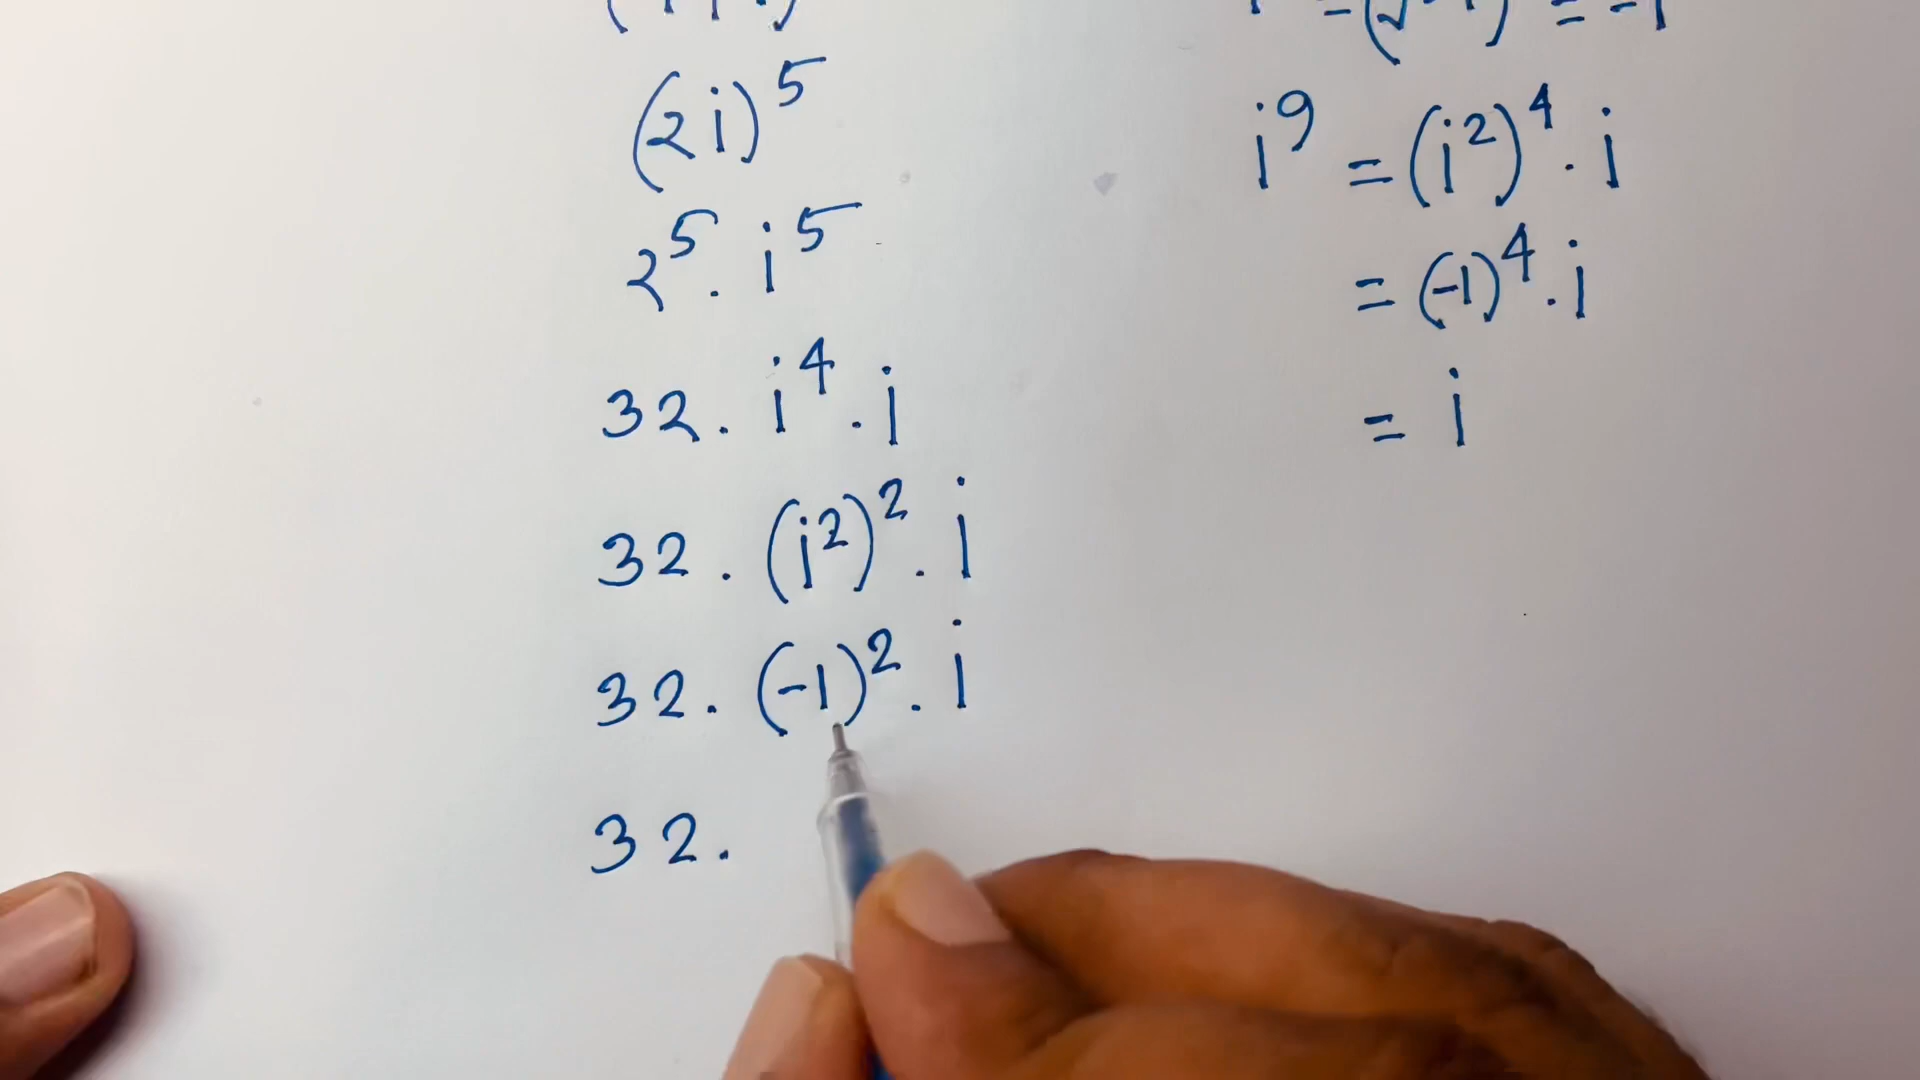 (2i)^5
2^5 . i^5
32. i^4 . i
32 . (i^2)^2 . i
32. (-1)^2 . i
32.
i^9 = (i^2)^4 . i
= (-1)^4 . i
= i